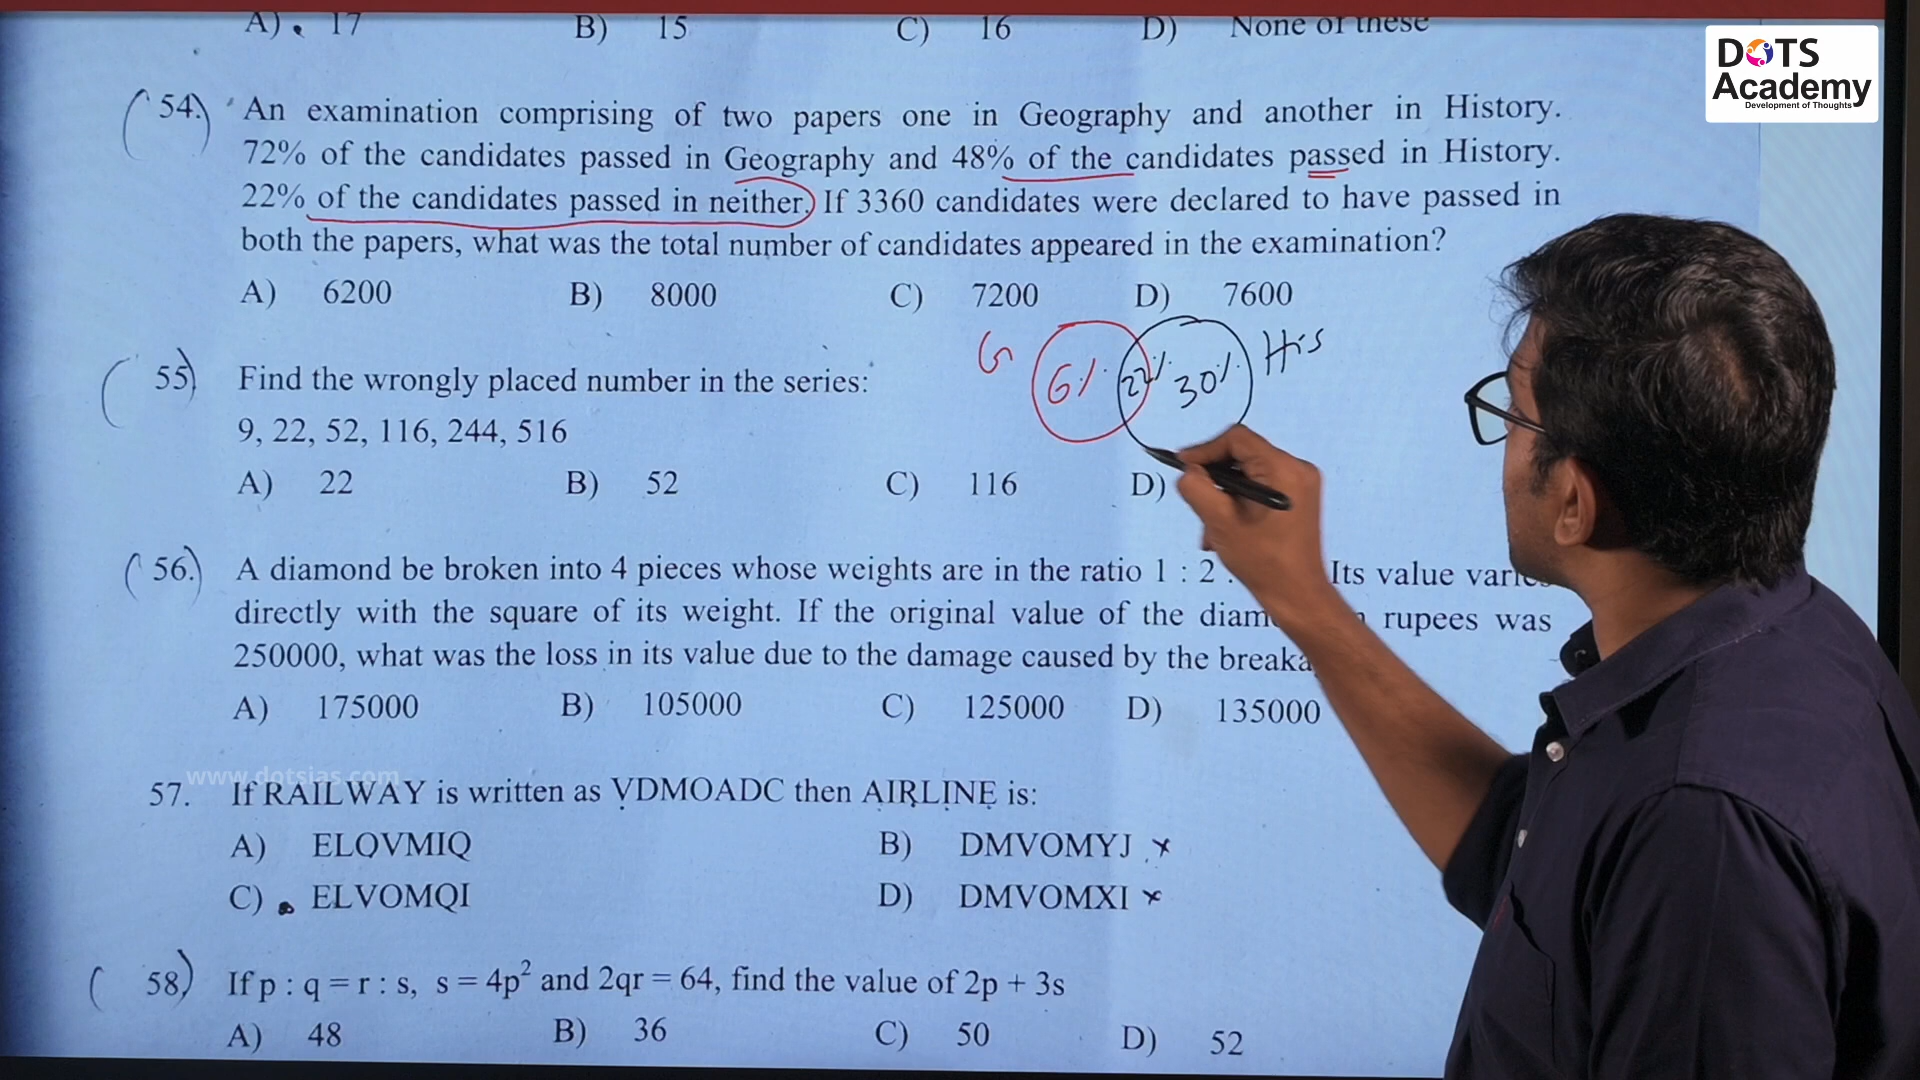 A) 17 B) 15 C) 16 D) None of these
DOTS
Academy
Development of Thoughts
54. An examination comprising of two papers one in Geography and another in History.
72% of the candidates passed in Geography and 48% of the candidates passed in History.
22% of the candidates passed in neither. If 3360 candidates were declared to have passed in
both the papers, what was the total number of candidates appeared in the examination?
A) 6200 B) 8000 C) 7200 D) 7600
G 6% 22% 30% His
55) Find the wrongly placed number in the series:
9, 22, 52, 116, 244, 516
A) 22 B) 52 C) 116 D)
56. A diamond be broken into 4 pieces whose weights are in the ratio 1 : 2 Its value varies
directly with the square of its weight. If the original value of the rupees was
250000, what was the loss in its value due to the damage caused by the
A) 175000 B) 105000 C) 125000 D) 135000
www.dotsias.com
57. If RAILWAY is written as VDMOADC then AIRLINE is:
A) ELOVMIQ B) DMVOMYJ ×
C) ELVOMQI D) DMVOMXI ×
58) If p : q = r : s, s = 4p² and 2qr = 64, find the value of 2p + 3s
A) 48 B) 36 C) 50 D) 52